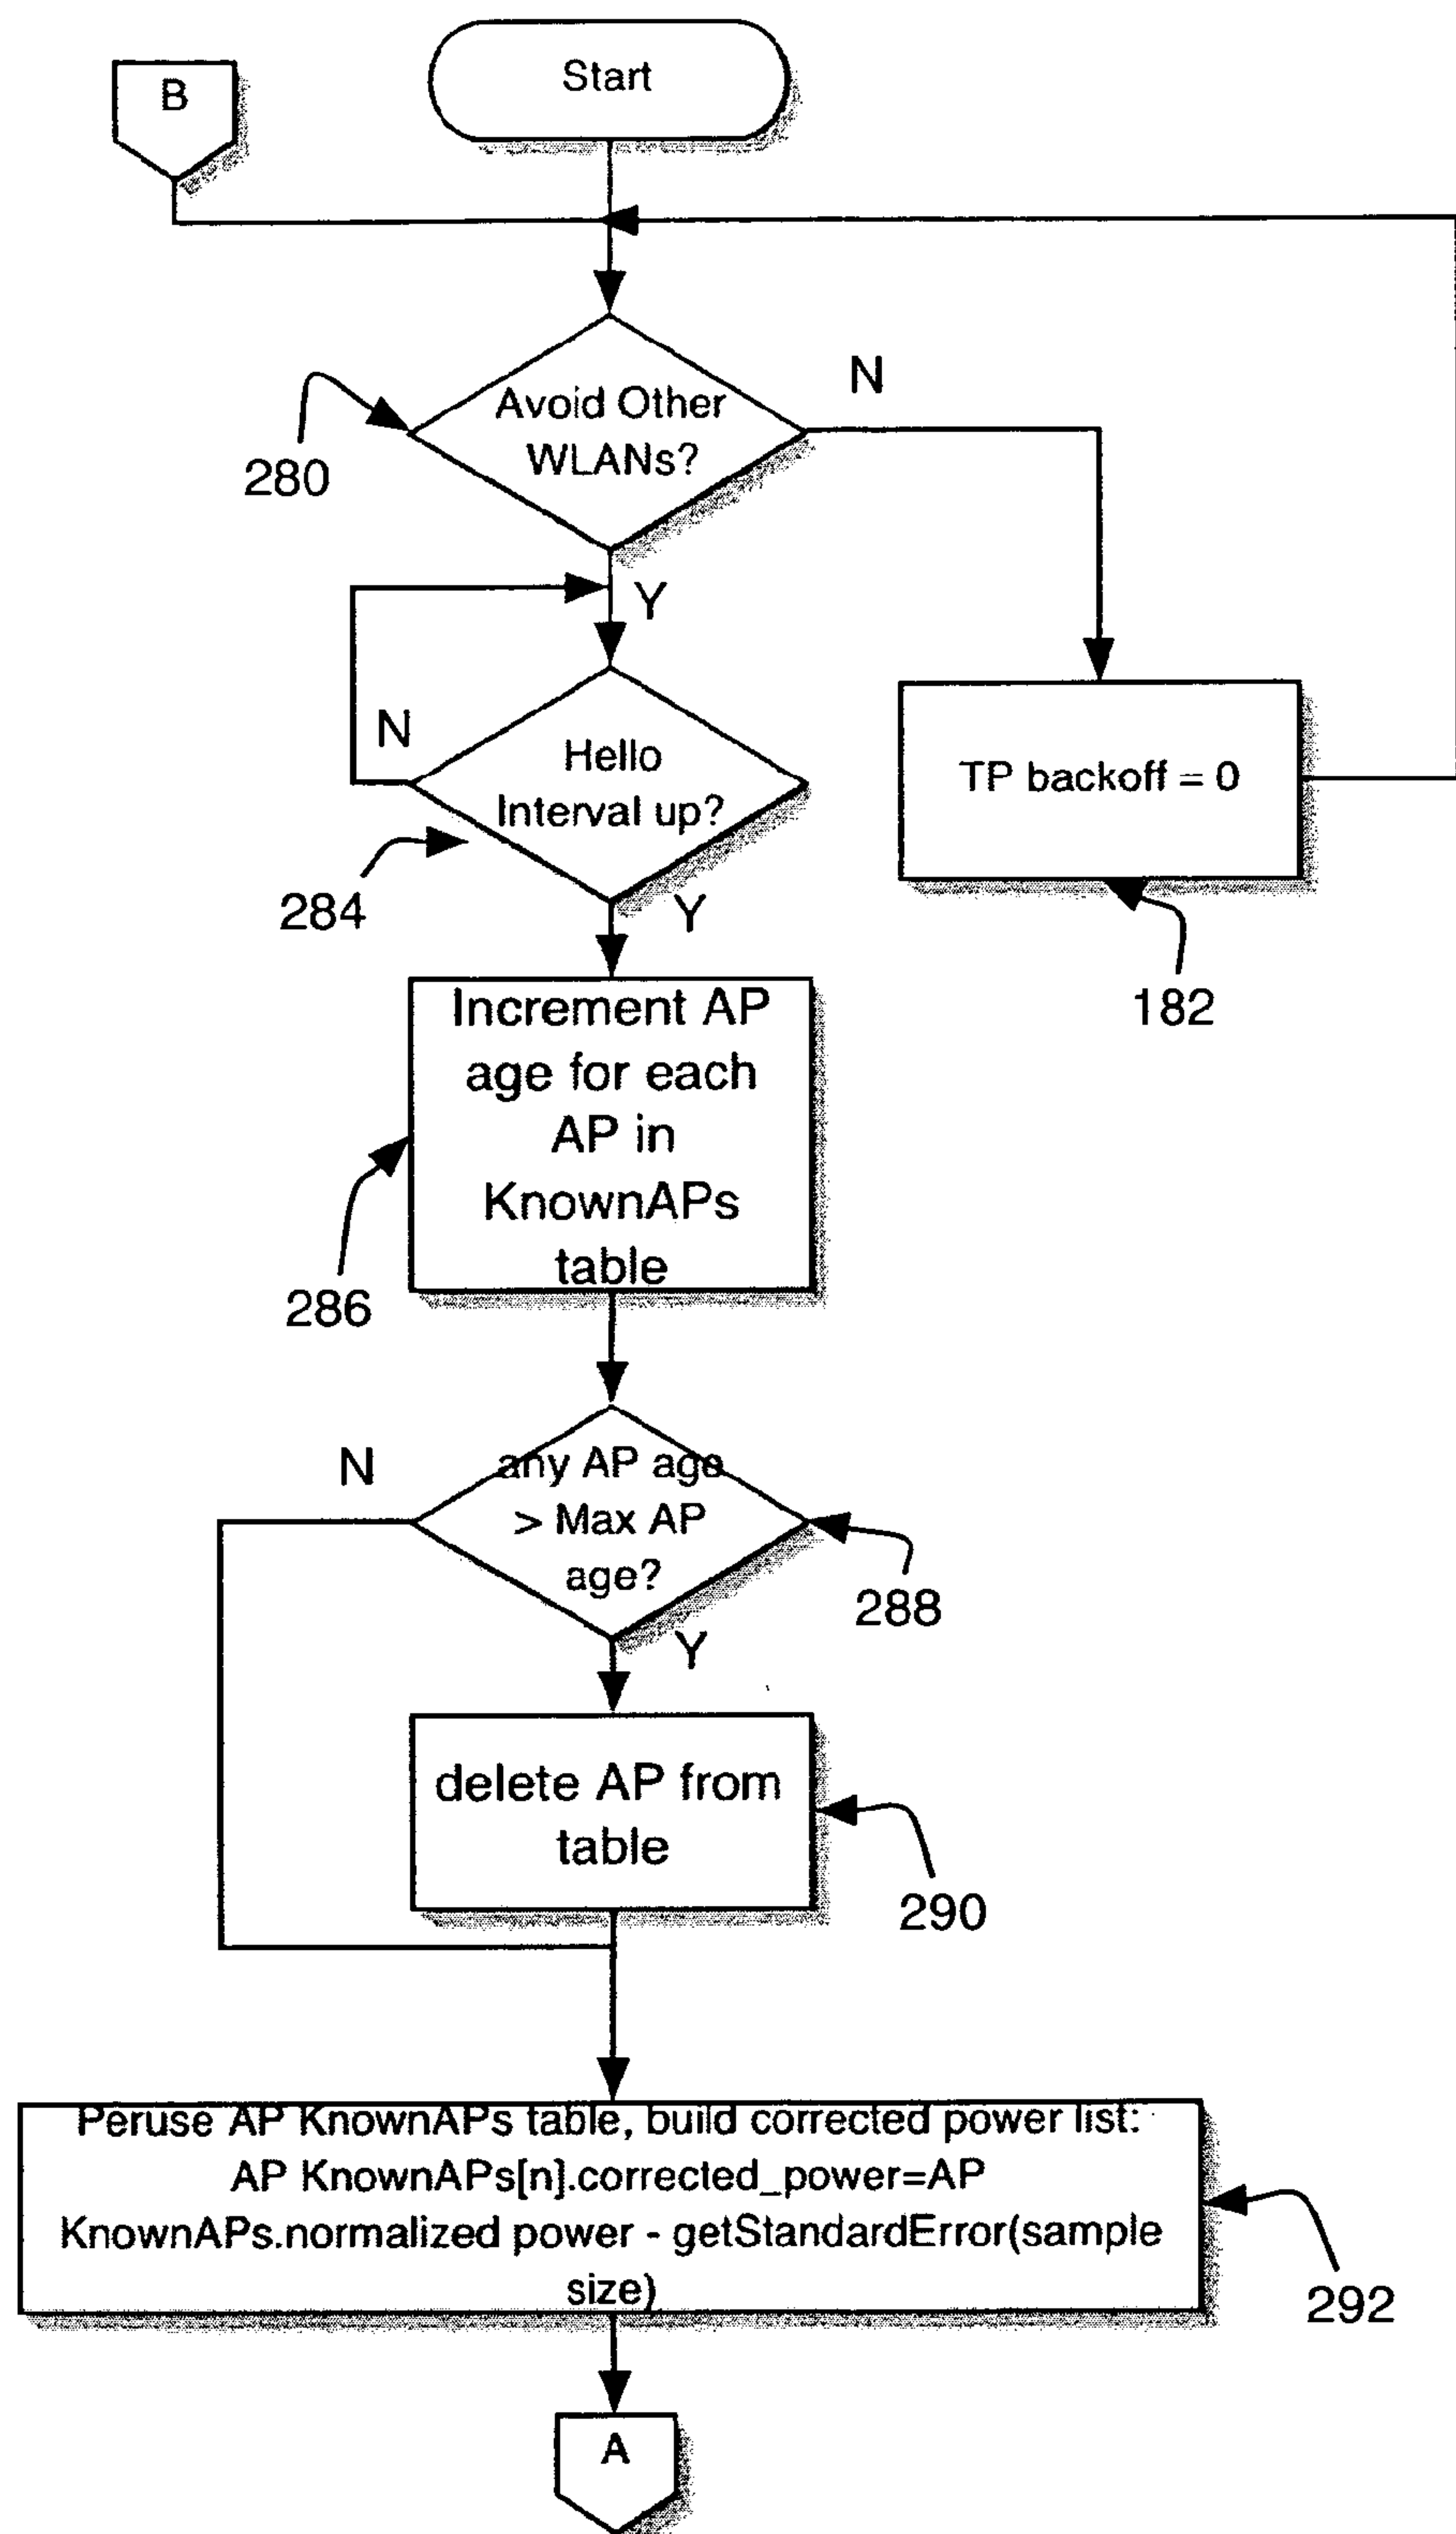 B
Start
Avoid Other
WLANs?
N
280
Y
N
Hello
Interval up?
TP backoff = 0
284
Y
182
Increment AP
age for each
AP in
KnownAPs
table
286
N
any AP age
> Max AP
age?
288
Y
delete AP from
table
290
Peruse AP KnownAPs table, build corrected power list:
AP KnownAPs[n].corrected_power=AP
KnownAPs.normalized power - getStandardError(sample
size)
292
A